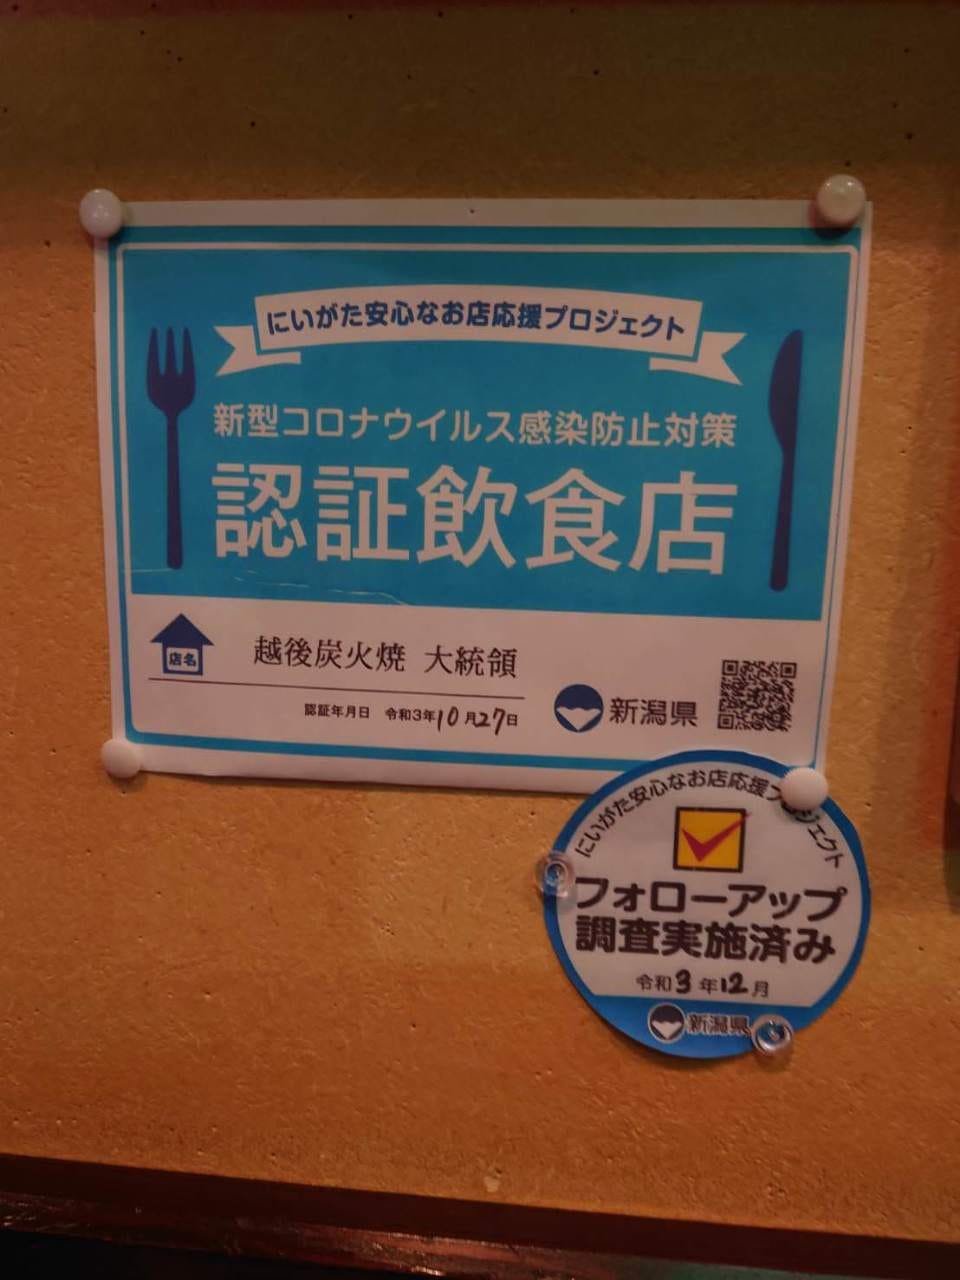 にいがた安心なお店応援プロジェクト
新型コロナウイルス感染防止対策
認証飲食店
店名
越後炭火焼 大統領
認証年月日 令和3年10月27日
新潟県
にいがた安心なお店応援プロジェクト
フォローアップ
調査実施済み
令和3年12月
新潟県